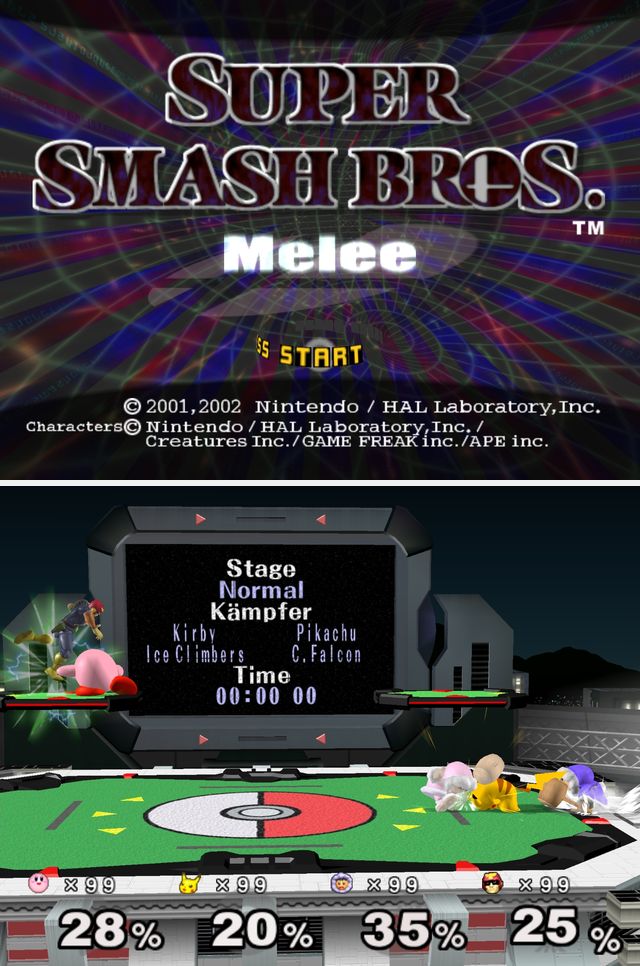 SUPER
SMASH BROS.
TM
Melee
SS START
© 2001,2002 Nintendo / HAL Laboratory,Inc.
Characters © Nintendo / HAL Laboratory,Inc./
Creatures Inc./GAME FREAK inc./APE inc.
Stage
Normal
Kämpfer
Kirby Pikachu
Ice Climbers C.Falcon
Time
00:00 00
×99 ×99 ×99 ×99
28% 20% 35% 25%
%